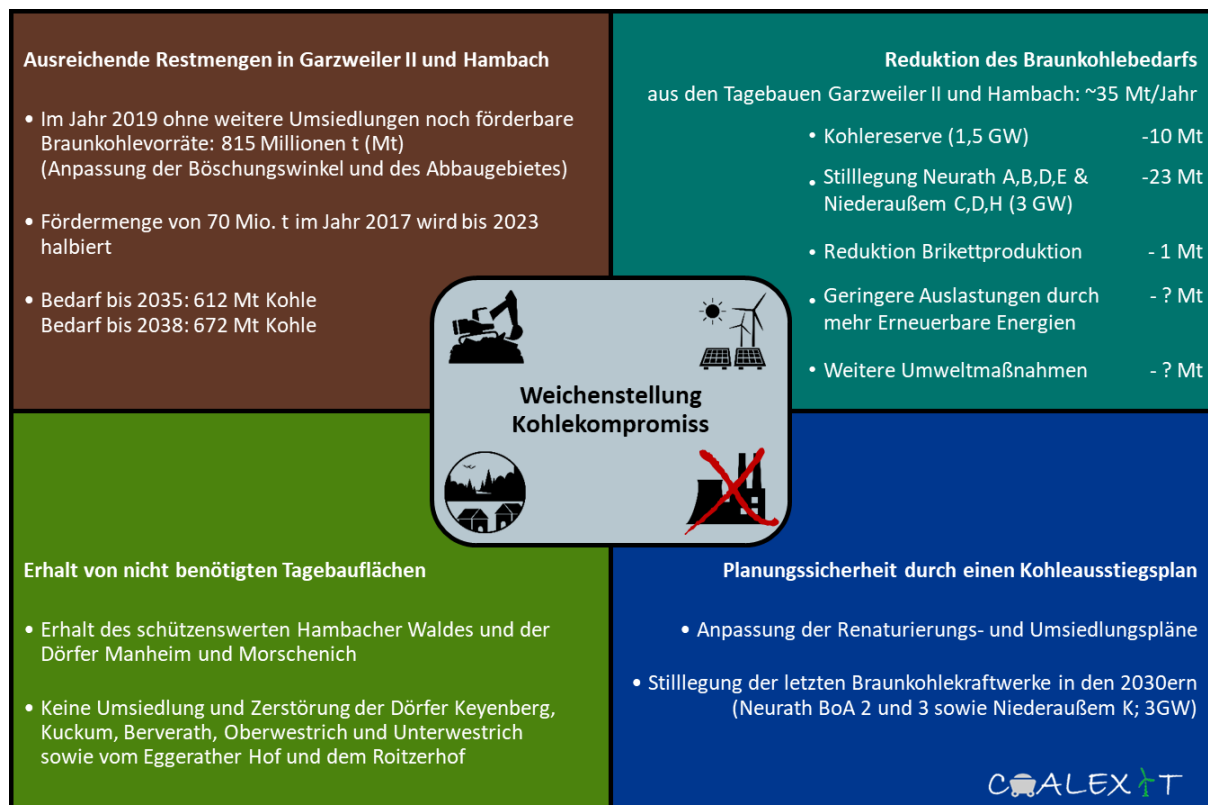 Ausreichende Restmengen in Garzweiler II und Hambach
• Im Jahr 2019 ohne weitere Umsiedlungen noch förderbare
Braunkohlevorräte: 815 Millionen t (Mt)
(Anpassung der Böschungswinkel und des Abbaugebietes)
• Fördermenge von 70 Mio. t im Jahr 2017 wird bis 2023
halbiert
• Bedarf bis 2035: 612 Mt Kohle
Bedarf bis 2038: 672 Mt Kohle
Reduktion des Braunkohlebedarfs
aus den Tagebauen Garzweiler II und Hambach: ~35 Mt/Jahr
• Kohlereserve (1,5 GW) -10 Mt
• Stilllegung Neurath A,B,D,E & -23 Mt
Niederaußem C,D,H (3 GW)
• Reduktion Brikettproduktion - 1 Mt
• Geringere Auslastungen durch - ? Mt
mehr Erneuerbare Energien
• Weitere Umweltmaßnahmen - ? Mt
Weichenstellung
Kohlekompromiss
Erhalt von nicht benötigten Tagebauflächen
• Erhalt des schützenswerten Hambacher Waldes und der
Dörfer Manheim und Morschenich
• Keine Umsiedlung und Zerstörung der Dörfer Keyenberg,
Kuckum, Berverath, Oberwestrich und Unterwestrich
sowie vom Eggerather Hof und dem Roitzerhof
Planungssicherheit durch einen Kohleausstiegsplan
• Anpassung der Renaturierungs- und Umsiedlungspläne
• Stilllegung der letzten Braunkohlekraftwerke in den 2030ern
(Neurath BoA 2 und 3 sowie Niederaußem K; 3GW)
COALEXIT